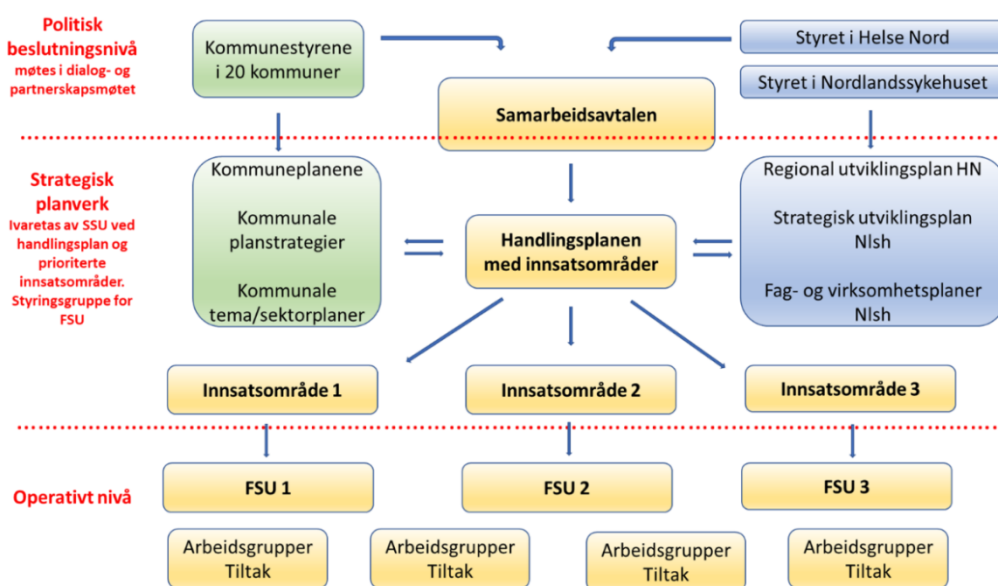 Politisk
beslutningsnivå
møtes i dialog- og
partnerskapsmøtet
Kommunestyrene
i 20 kommuner
Styret i Helse Nord
Styret i Nordlandssykehuset
Samarbeidsavtalen
Strategisk
planverk
Ivaretas av SSU ved
handlingsplan og
prioriterte
innsatsområder.
Styringsgruppe for
FSU
Kommuneplanene
Kommunale
planstrategier
Kommunale
tema/sektorplaner
Handlingsplanen
med innsatsområder
Regional utviklingsplan HN
Strategisk utviklingsplan
Nlsh
Fag- og virksomhetsplaner
Nlsh
Innsatsområde 1
Innsatsområde 2
Innsatsområde 3
Operativt nivå
FSU 1
FSU 2
FSU 3
Arbeidsgrupper
Tiltak
Arbeidsgrupper
Tiltak
Arbeidsgrupper
Tiltak
Arbeidsgrupper
Tiltak